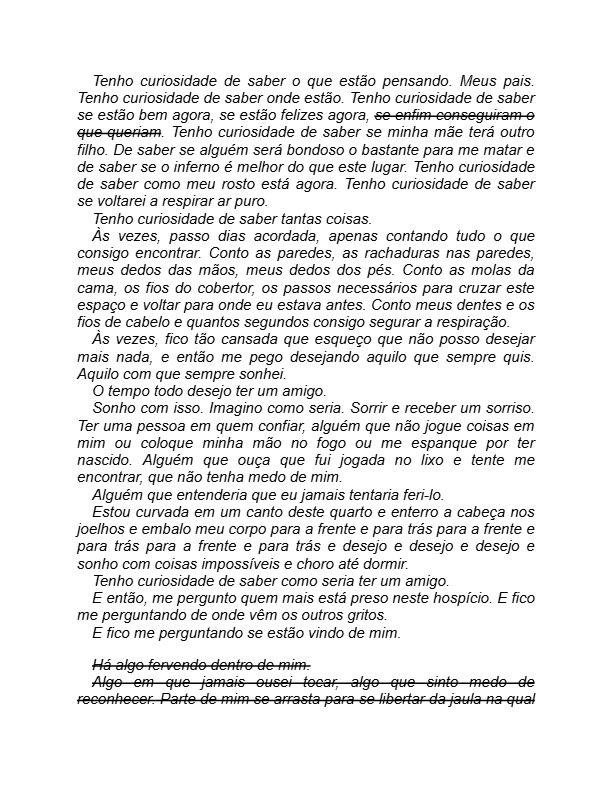 Tenho curiosidade de saber o que estão pensando. Meus pais.
Tenho curiosidade de saber onde estão. Tenho curiosidade de saber
se estão bem agora, se estão felizes agora, se enfim conseguiram o
que queriam. Tenho curiosidade de saber se minha mãe terá outro
filho. De saber se alguém será bondoso o bastante para me matar e
de saber se o inferno é melhor do que este lugar. Tenho curiosidade
de saber como meu rosto está agora. Tenho curiosidade de saber
se voltarei a respirar ar puro.
Tenho curiosidade de saber tantas coisas.
Às vezes, passo dias acordada, apenas contando tudo o que
consigo encontrar. Conto as paredes, as rachaduras nas paredes,
meus dedos das mãos, meus dedos dos pés. Conto as molas da
cama, os fios do cobertor, os passos necessários para cruzar este
espaço e voltar para onde eu estava antes. Conto meus dentes e os
fios de cabelo e quantos segundos consigo segurar a respiração.
Às vezes, fico tão cansada que esqueço que não posso desejar
mais nada, e então me pego desejando aquilo que sempre quis.
Aquilo com que sempre sonhei.
O tempo todo desejo ter um amigo.
Sonho com isso. Imagino como seria. Sorrir e receber um sorriso.
Ter uma pessoa em quem confiar, alguém que não jogue coisas em
mim ou coloque minha mão no fogo ou me espanque por ter
nascido. Alguém que ouça que fui jogada no lixo e tente me
encontrar, que não tenha medo de mim.
Alguém que entenderia que eu jamais tentaria feri-lo.
Estou curvada em um canto deste quarto e enterro a cabeça nos
joelhos e embalo meu corpo para a frente e para trás para a frente e
para trás para a frente e para trás e desejo e desejo e desejo e
sonho com coisas impossíveis e choro até dormir.
Tenho curiosidade de saber como seria ter um amigo.
E então, me pergunto quem mais está preso neste hospício. E fico
me perguntando de onde vêm os outros gritos.
E fico me perguntando se estão vindo de mim.
Há algo fervendo dentro de mim.
Algo em que jamais ousei tocar, algo que sinto medo de
reconhecer. Parte de mim se arrasta para se libertar da jaula na qual